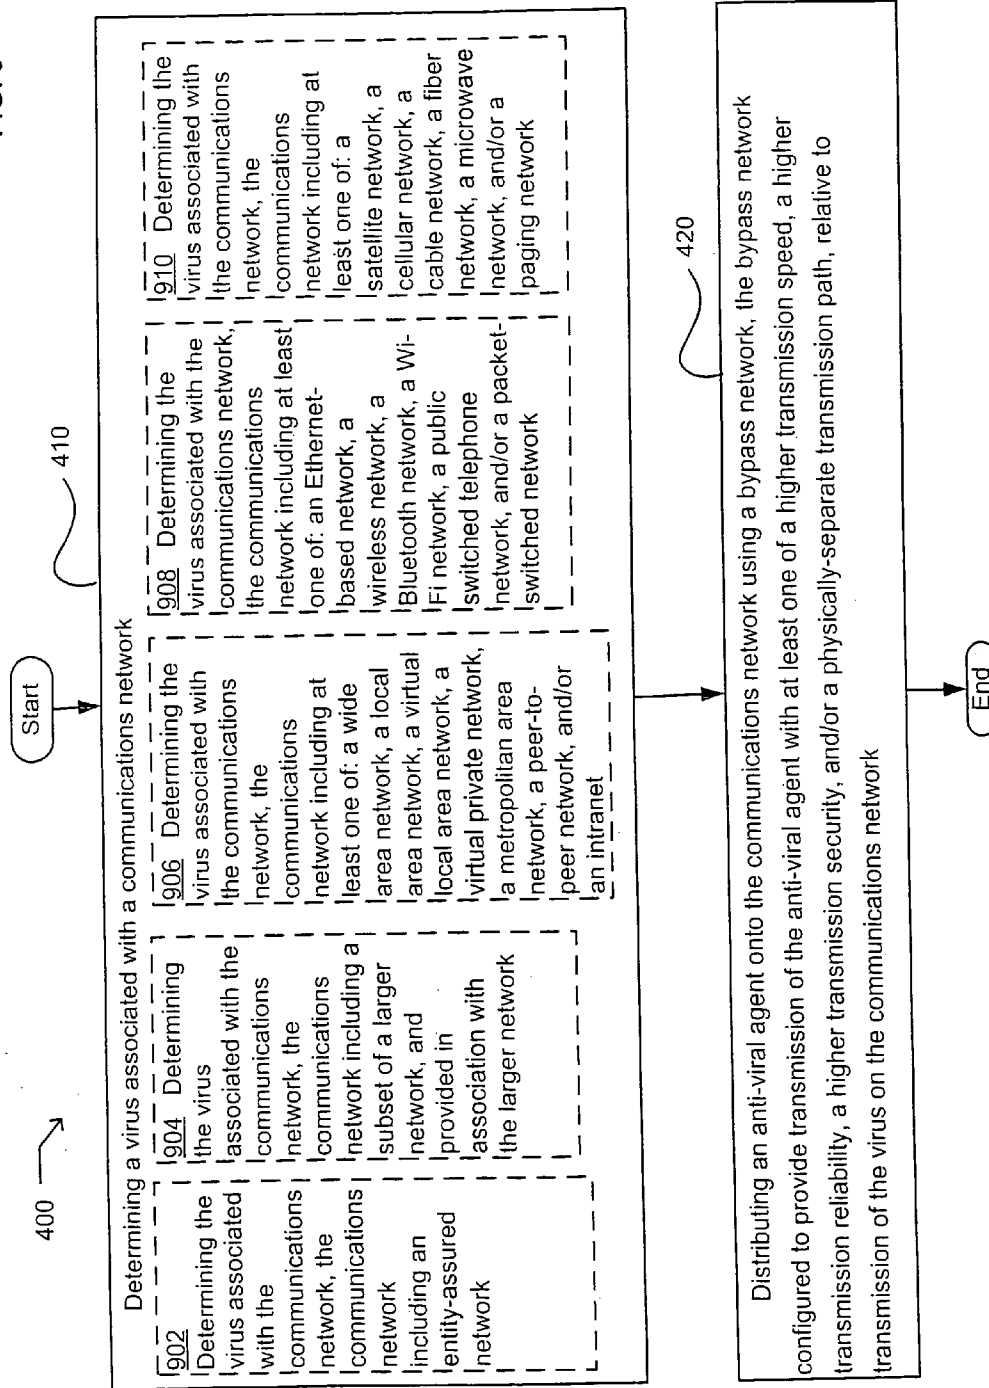 400
Start
410
Determining a virus associated with a communications network
902
Determining the
virus associated
with the
communications
network, the
communications
network
including an
entity-assured
network
904 Determining
the virus
associated with the
communications
network, the
communications
network including a
subset of a larger
network, and
provided in
association with
the larger network
906 Determining the
virus associated with
the communications
network, the
communications
network including at
least one of: a wide
area network, a local
area network, a virtual
local area network, a
virtual private network,
a metropolitan area
network, a peer-to-
peer network, and/or
an intranet
908 Determining the
virus associated with the
communications network,
the communications
network including at least
one of: an Ethernet-
based network, a
wireless network, a
Bluetooth network, a Wi-
Fi network, a public
switched telephone
network, and/or a packet-
switched network
910 Determining the
virus associated with
the communications
network, the
communications
network including at
least one of: a
satellite network, a
cellular network, a
cable network, a fiber
network, a microwave
network, and/or a
paging network
420
Distributing an anti-viral agent onto the communications network using a bypass network, the bypass network
configured to provide transmission of the anti-viral agent with at least one of a higher transmission speed, a higher
transmission reliability, a higher transmission security, and/or a physically-separate transmission path, relative to
transmission of the virus on the communications network
End